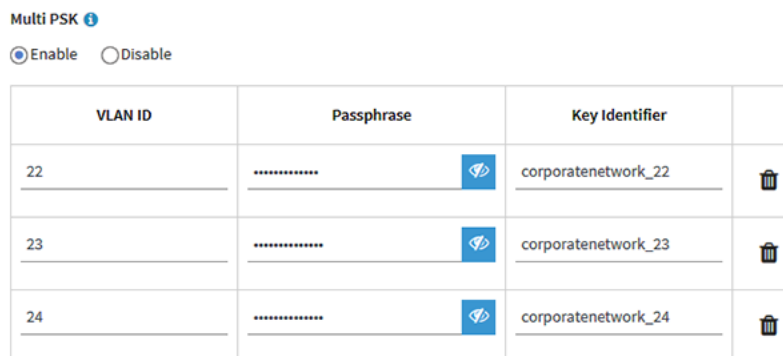 Multi PSK
Enable Disable
VLAN ID Passphrase Key Identifier
22 ••••••••••••• corporatenetwork_22
23 •••••••••••••• corporatenetwork_23
24 •••••••••••••• corporatenetwork_24